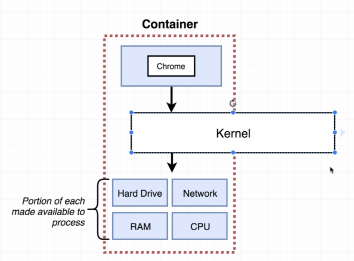 Container
Chrome
Kernel
Hard Drive
Network
Portion of each
made available to
process
RAM
CPU